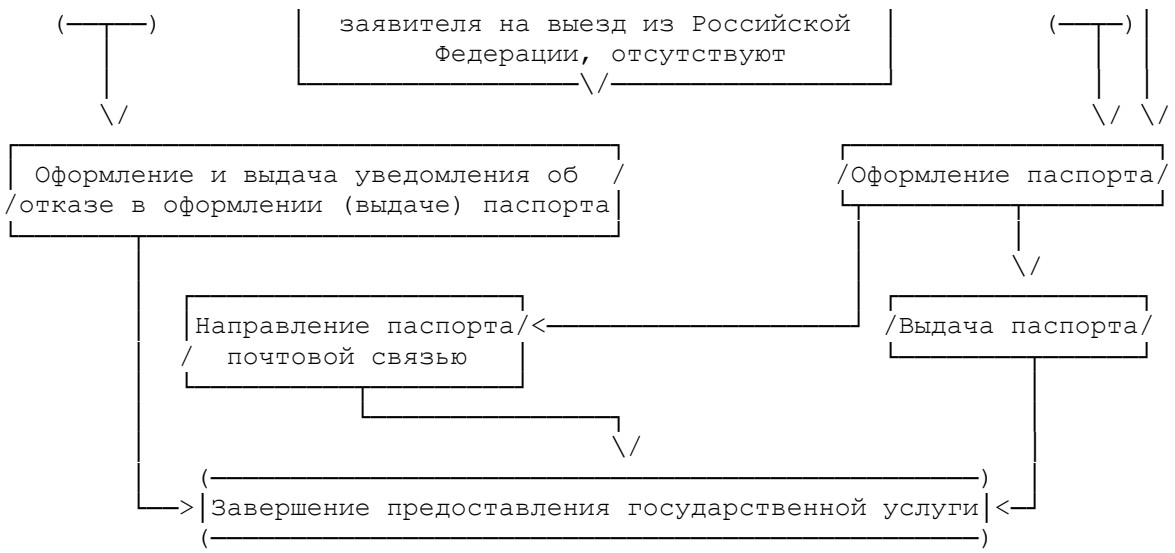 заявителя на выезд из Российской
Федерации, отсутствуют
Оформление и выдача уведомления об
отказе в оформлении (выдаче) паспорта
Оформление паспорта
Направление паспорта
почтовой связью
Выдача паспорта
Завершение предоставления государственной услуги